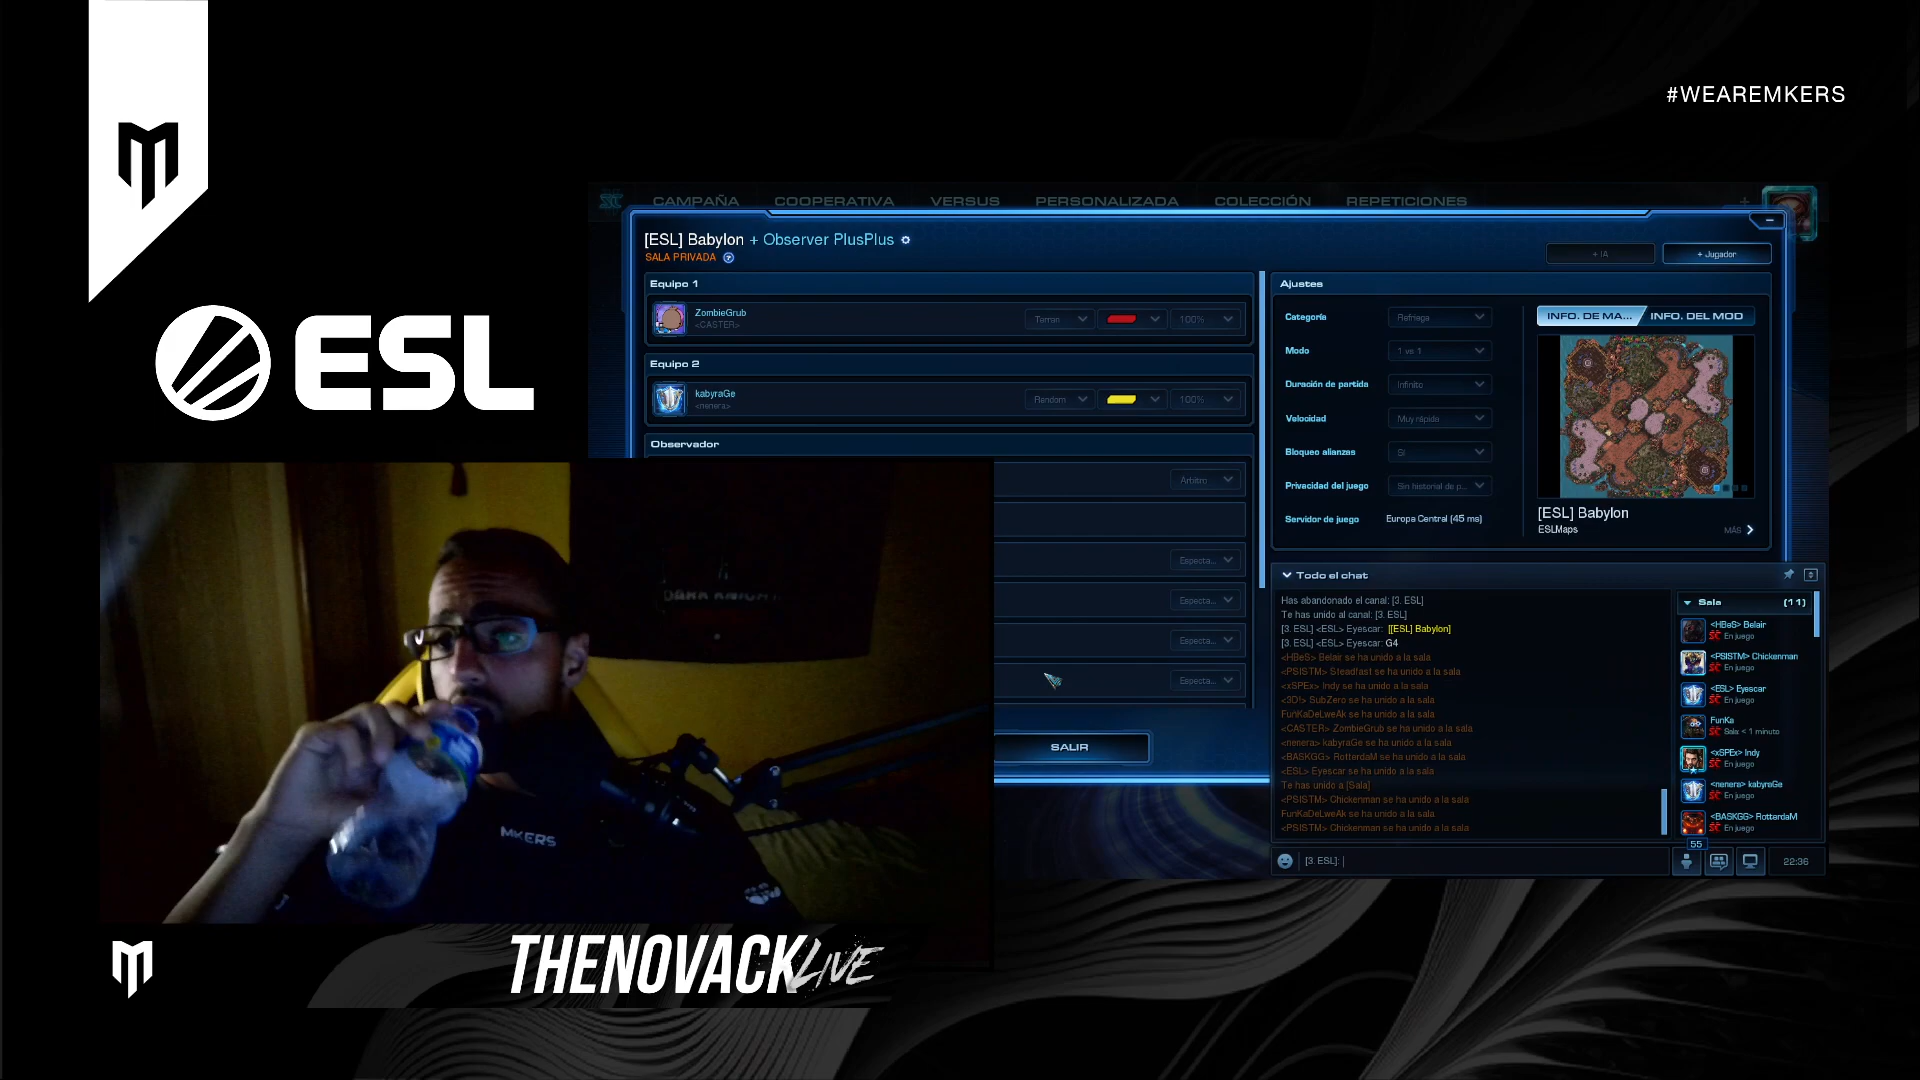 #WEAREMKERS
ESL
CAMPAÑA COOPERATIVA VERSUS PERSONALIZADA COLECCIÓN REPETICIONES
[ESL] Babylon + Observer PlusPlus
SALA PRIVADA ?
+ IA
+ Jugador
Equipo 1
ZombieGrub
<CASTER>
Terran
100%
Equipo 2
kabyraGe
<nenera>
Random
100%
Observador
Árbitro
Especta...
Especta...
Especta...
Especta...
SALIR
Ajustes
Categoría Refriega
Modo 1 vs 1
Duración de partida Infinito
Velocidad Muy rápida
Bloqueo alianzas Sí
Privacidad del juego Sin historial de p...
Servidor de juego Europa Central (45 ms)
INFO. DE MA... INFO. DEL MOD
[ESL] Babylon
ESLMaps
MÁS
Todo el chat
Has abandonado el canal: [3. ESL]
Te has unido al canal: [3. ESL]
[3. ESL] <ESL> Eyescar: [[ESL] Babylon]
[3. ESL] <ESL> Eyescar: G4
<HBeS> Belair se ha unido a la sala
<PSISTM> Steadfast se ha unido a la sala
<xSPEx> Indy se ha unido a la sala
<3D!> SubZero se ha unido a la sala
FunKaDeLweAk se ha unido a la sala
<CASTER> ZombieGrub se ha unido a la sala
<nenera> kabyraGe se ha unido a la sala
<BASKGG> RotterdaM se ha unido a la sala
<ESL> Eyescar se ha unido a la sala
Te has unido a [Sala]
<PSISTM> Chickenman se ha unido a la sala
FunKaDeLweAk se ha unido a la sala
<PSISTM> Chickenman se ha unido a la sala
[3. ESL]:
Sala (11)
<HBeS> Belair
En juego
<PSISTM> Chickenman
En juego
<ESL> Eyescar
En juego
FunKa
Sala: < 1 minuto
<xSPEx> Indy
En juego
<nenera> kabyraGe
En juego
<BASKGG> RotterdaM
En juego
55
22:36
DARK KNIGHT
MKERS
THENOVACK LIVE